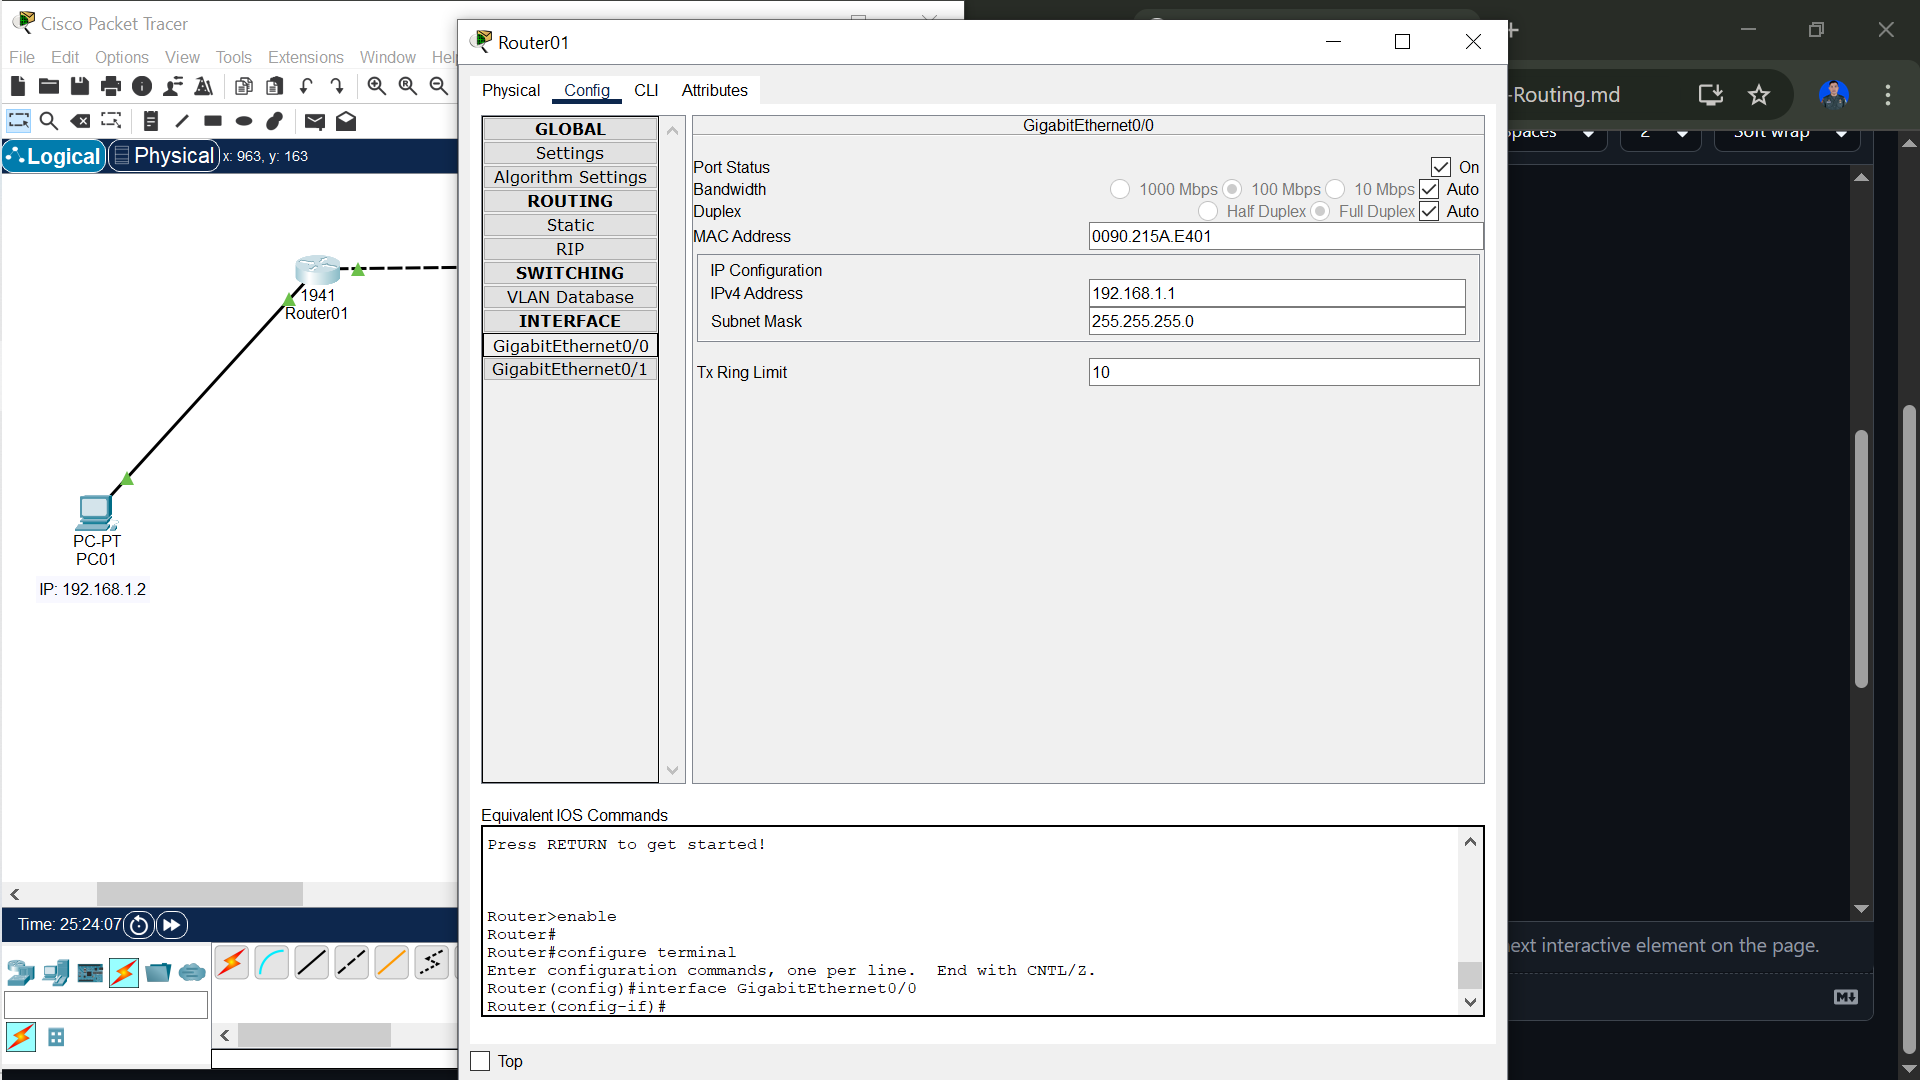 Cisco Packet Tracer
File Edit Options View Tools Extensions Window Help
Logical Physical x: 963, y: 163
1941
Router01
PC-PT
PC01
IP: 192.168.1.2
Time: 25:24:07
Router01
Physical Config CLI Attributes
GLOBAL
Settings
Algorithm Settings
ROUTING
Static
RIP
SWITCHING
VLAN Database
INTERFACE
GigabitEthernet0/0
GigabitEthernet0/1
GigabitEthernet0/0
Port Status On
Bandwidth 1000 Mbps 100 Mbps 10 Mbps Auto
Duplex Half Duplex Full Duplex Auto
MAC Address 0090.215A.E401
IP Configuration
IPv4 Address 192.168.1.1
Subnet Mask 255.255.255.0
Tx Ring Limit 10
Equivalent IOS Commands
Press RETURN to get started!
Router>enable
Router#
Router#configure terminal
Enter configuration commands, one per line. End with CNTL/Z.
Router(config)#interface GigabitEthernet0/0
Router(config-if)#
Top
-Routing.md
paces 2 Soft wrap
next interactive element on the page.